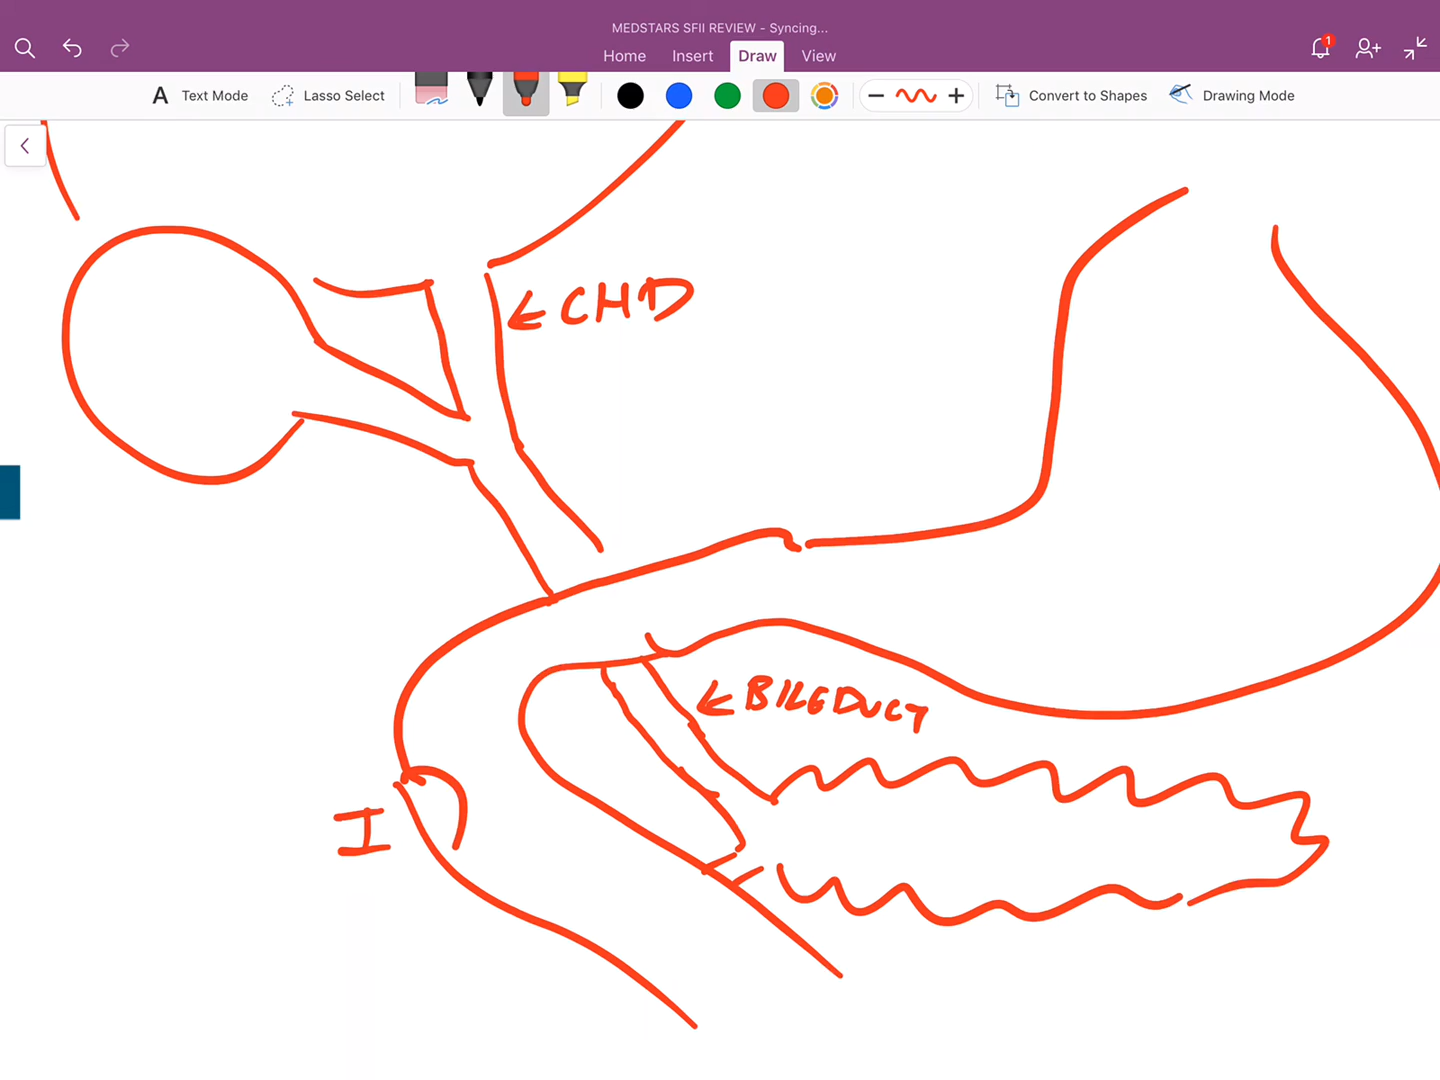 MEDSTARS SFII REVIEW - Syncing...
Home Insert Draw View
1
A Text Mode Lasso Select Convert to Shapes Drawing Mode
CHD
BILE DUCT
I